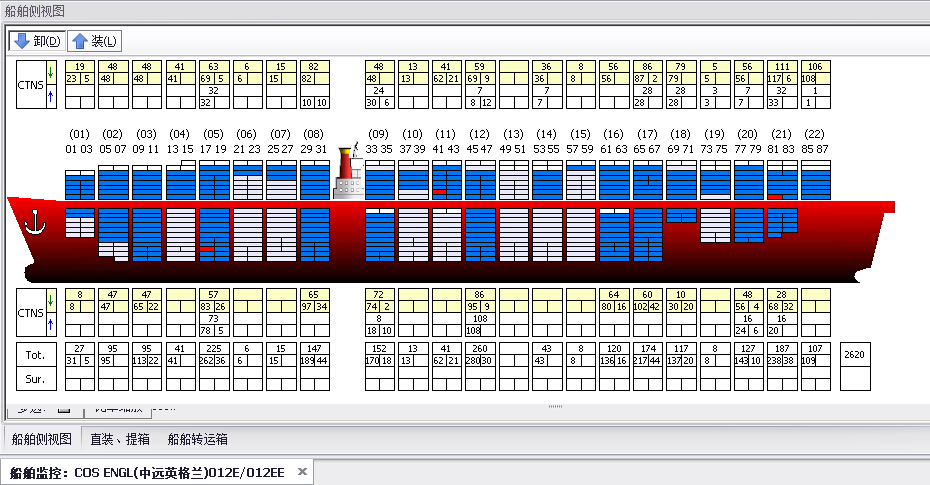 船舶侧视图
卸(D) 装(L)
CTNS
19 48 48 41 63 6 15 82 48 13 41 59 36 8 56 86 79 5 56 111 106
23 5 48 48 41 69 5 6 15 82 48 13 62 21 69 9 36 8 56 87 2 79 5 56 117 6 108
32 24 7 7 28 28 3 7 32 1
32 10 10 30 6 8 12 7 28 28 3 7 33 1
(01) (02) (03) (04) (05) (06) (07) (08) (09) (10) (11) (12) (13) (14) (15) (16) (17) (18) (19) (20) (21) (22)
01 03 05 07 09 11 13 15 17 19 21 23 25 27 29 31 33 35 37 39 41 43 45 47 49 51 53 55 57 59 61 63 65 67 69 71 73 75 77 79 81 83 85 87
CTNS
8 47 47 57 65 72 86 64 60 10 48 28
8 47 65 22 83 26 97 34 74 2 95 9 80 16 102 42 30 20 56 4 68 32
73 8 108 16 16
78 5 18 10 108 24 6 20
Tot. 27 95 113 41 225 6 15 147 152 13 41 260 43 8 120 174 117 8 127 187 107 2620
31 5 95 113 22 41 262 36 6 15 189 44 170 18 13 62 21 280 30 43 8 136 16 217 44 137 20 8 143 10 238 38 109
Sur.
船舶侧视图 直装、提箱 船舶转运箱
船舶监控：COS ENGL(中远英格兰)012E/012EE